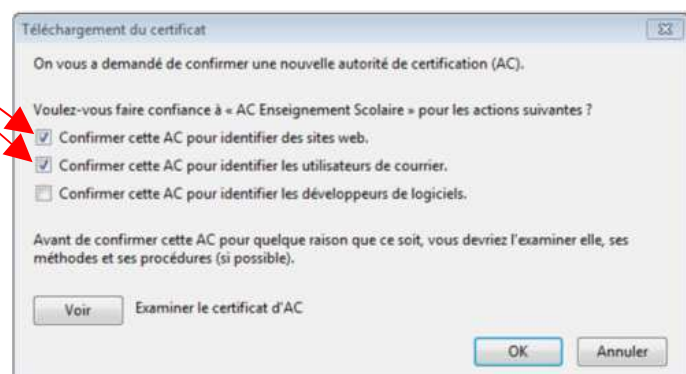 Téléchargement du certificat
On vous a demandé de confirmer une nouvelle autorité de certification (AC).
Voulez-vous faire confiance à « AC Enseignement Scolaire » pour les actions suivantes ?
Confirmer cette AC pour identifier des sites web.
Confirmer cette AC pour identifier les utilisateurs de courrier.
Confirmer cette AC pour identifier les développeurs de logiciels.
Avant de confirmer cette AC pour quelque raison que ce soit, vous devriez l'examiner elle, ses
méthodes et ses procédures (si possible).
Voir Examiner le certificat d'AC
OK Annuler